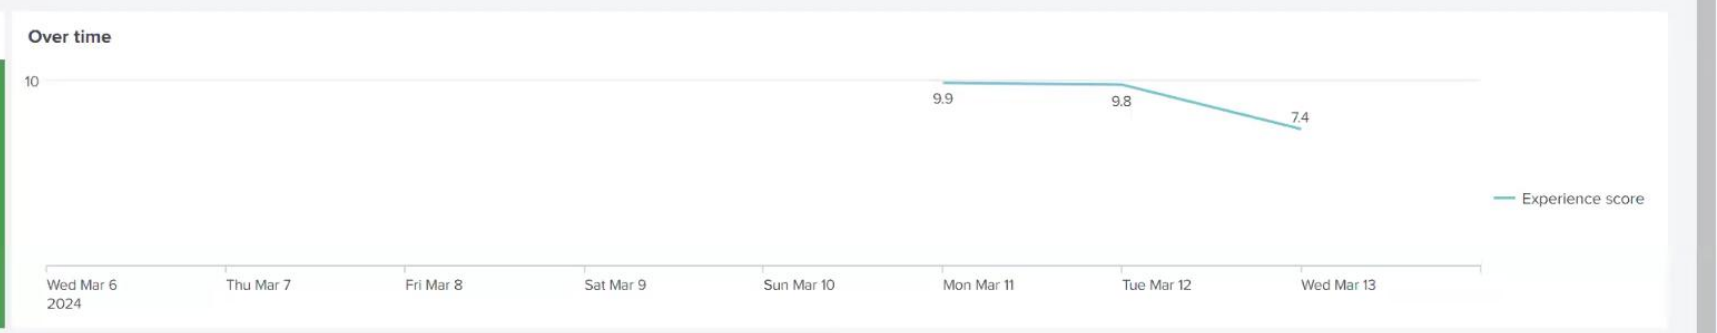 Over time
10
9.9
9.8
7.4
Experience score
Wed Mar 6 Thu Mar 7 Fri Mar 8 Sat Mar 9 Sun Mar 10 Mon Mar 11 Tue Mar 12 Wed Mar 13
2024